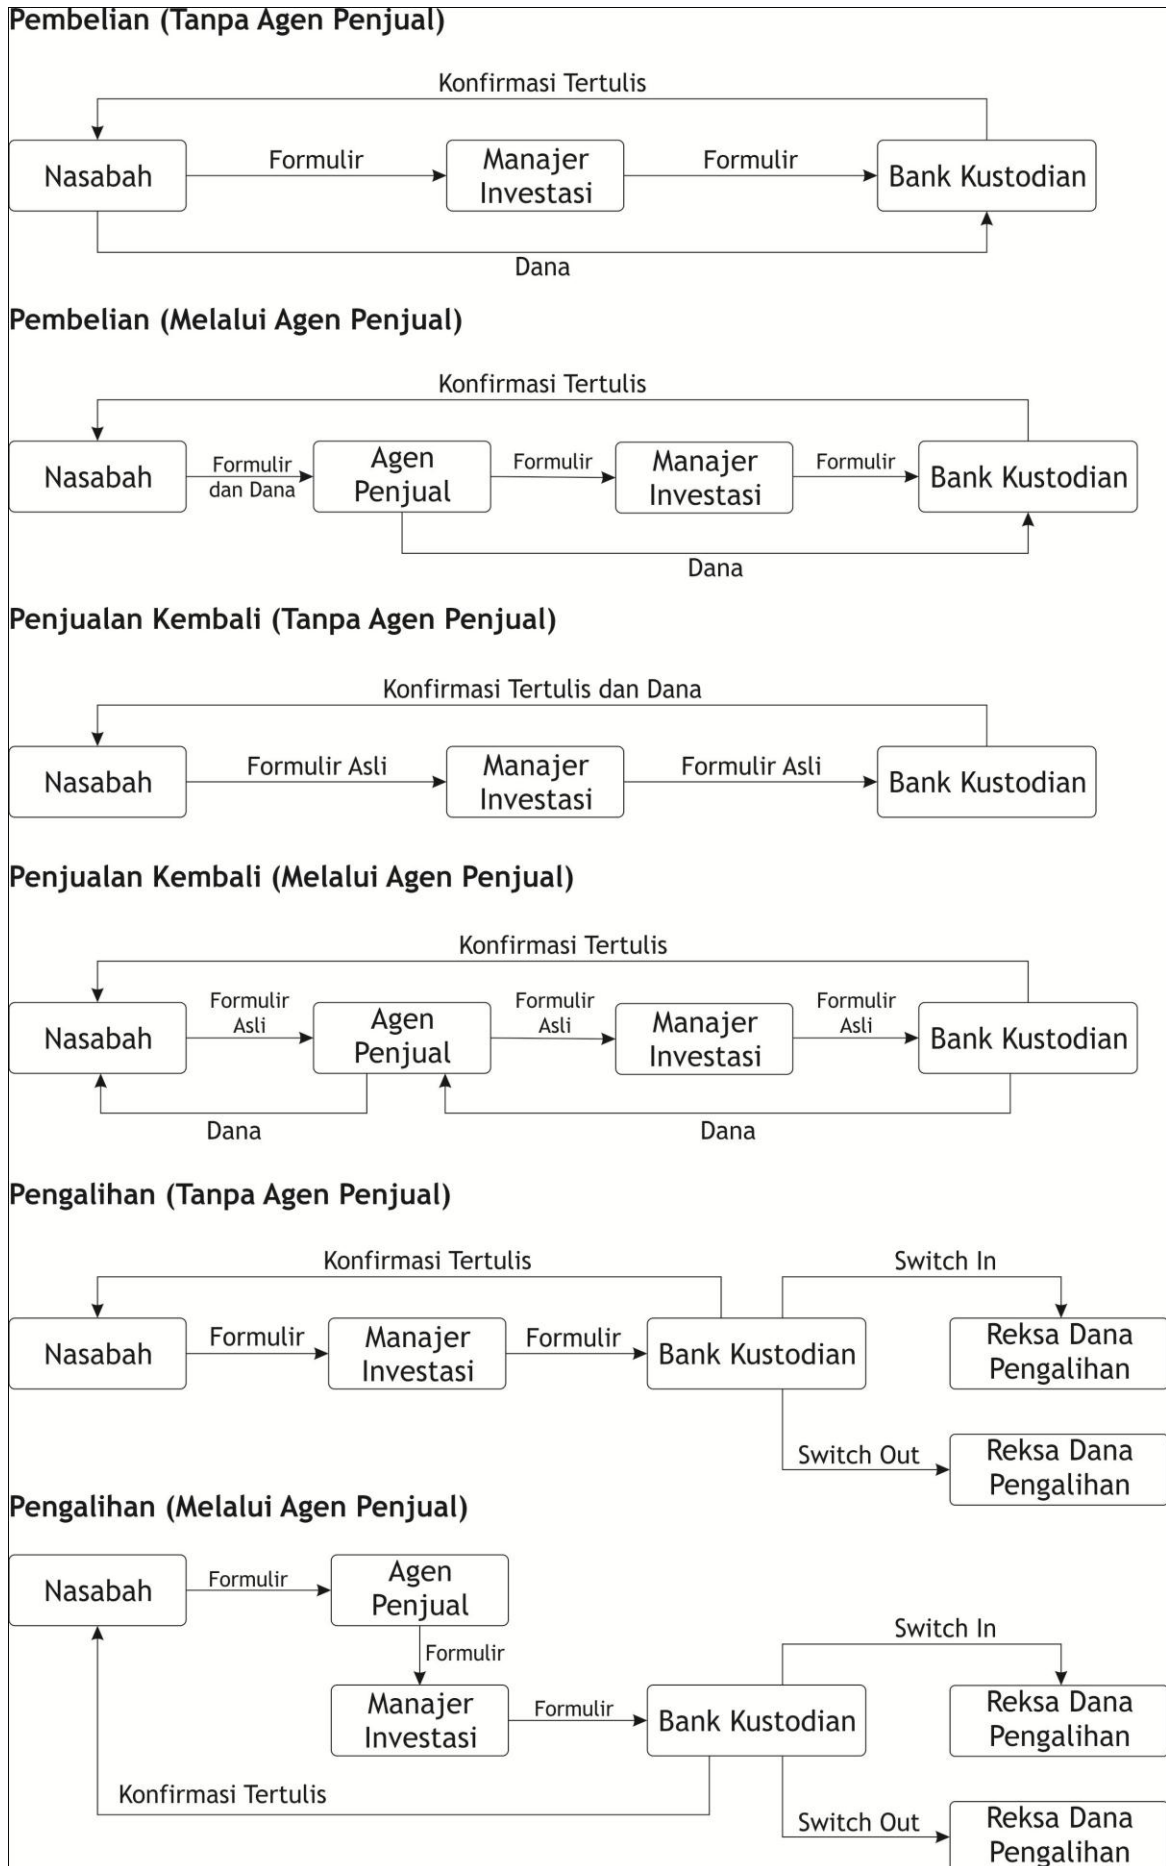 Pembelian (Tanpa Agen Penjual)
Konfirmasi Tertulis
Nasabah
Formulir
Manajer
Investasi
Formulir
Bank Kustodian
Dana
Pembelian (Melalui Agen Penjual)
Konfirmasi Tertulis
Nasabah
Formulir
dan Dana
Agen
Penjual
Formulir
Manajer
Investasi
Formulir
Bank Kustodian
Dana
Penjualan Kembali (Tanpa Agen Penjual)
Konfirmasi Tertulis dan Dana
Nasabah
Formulir Asli
Manajer
Investasi
Formulir Asli
Bank Kustodian
Penjualan Kembali (Melalui Agen Penjual)
Konfirmasi Tertulis
Nasabah
Formulir
Asli
Agen
Penjual
Formulir
Asli
Manajer
Investasi
Formulir
Asli
Bank Kustodian
Dana
Dana
Pengalihan (Tanpa Agen Penjual)
Konfirmasi Tertulis
Switch In
Nasabah
Formulir
Manajer
Investasi
Formulir
Bank Kustodian
Reksa Dana
Pengalihan
Switch Out
Reksa Dana
Pengalihan
Pengalihan (Melalui Agen Penjual)
Nasabah
Formulir
Agen
Penjual
Formulir
Switch In
Manajer
Investasi
Formulir
Bank Kustodian
Reksa Dana
Pengalihan
Konfirmasi Tertulis
Switch Out
Reksa Dana
Pengalihan